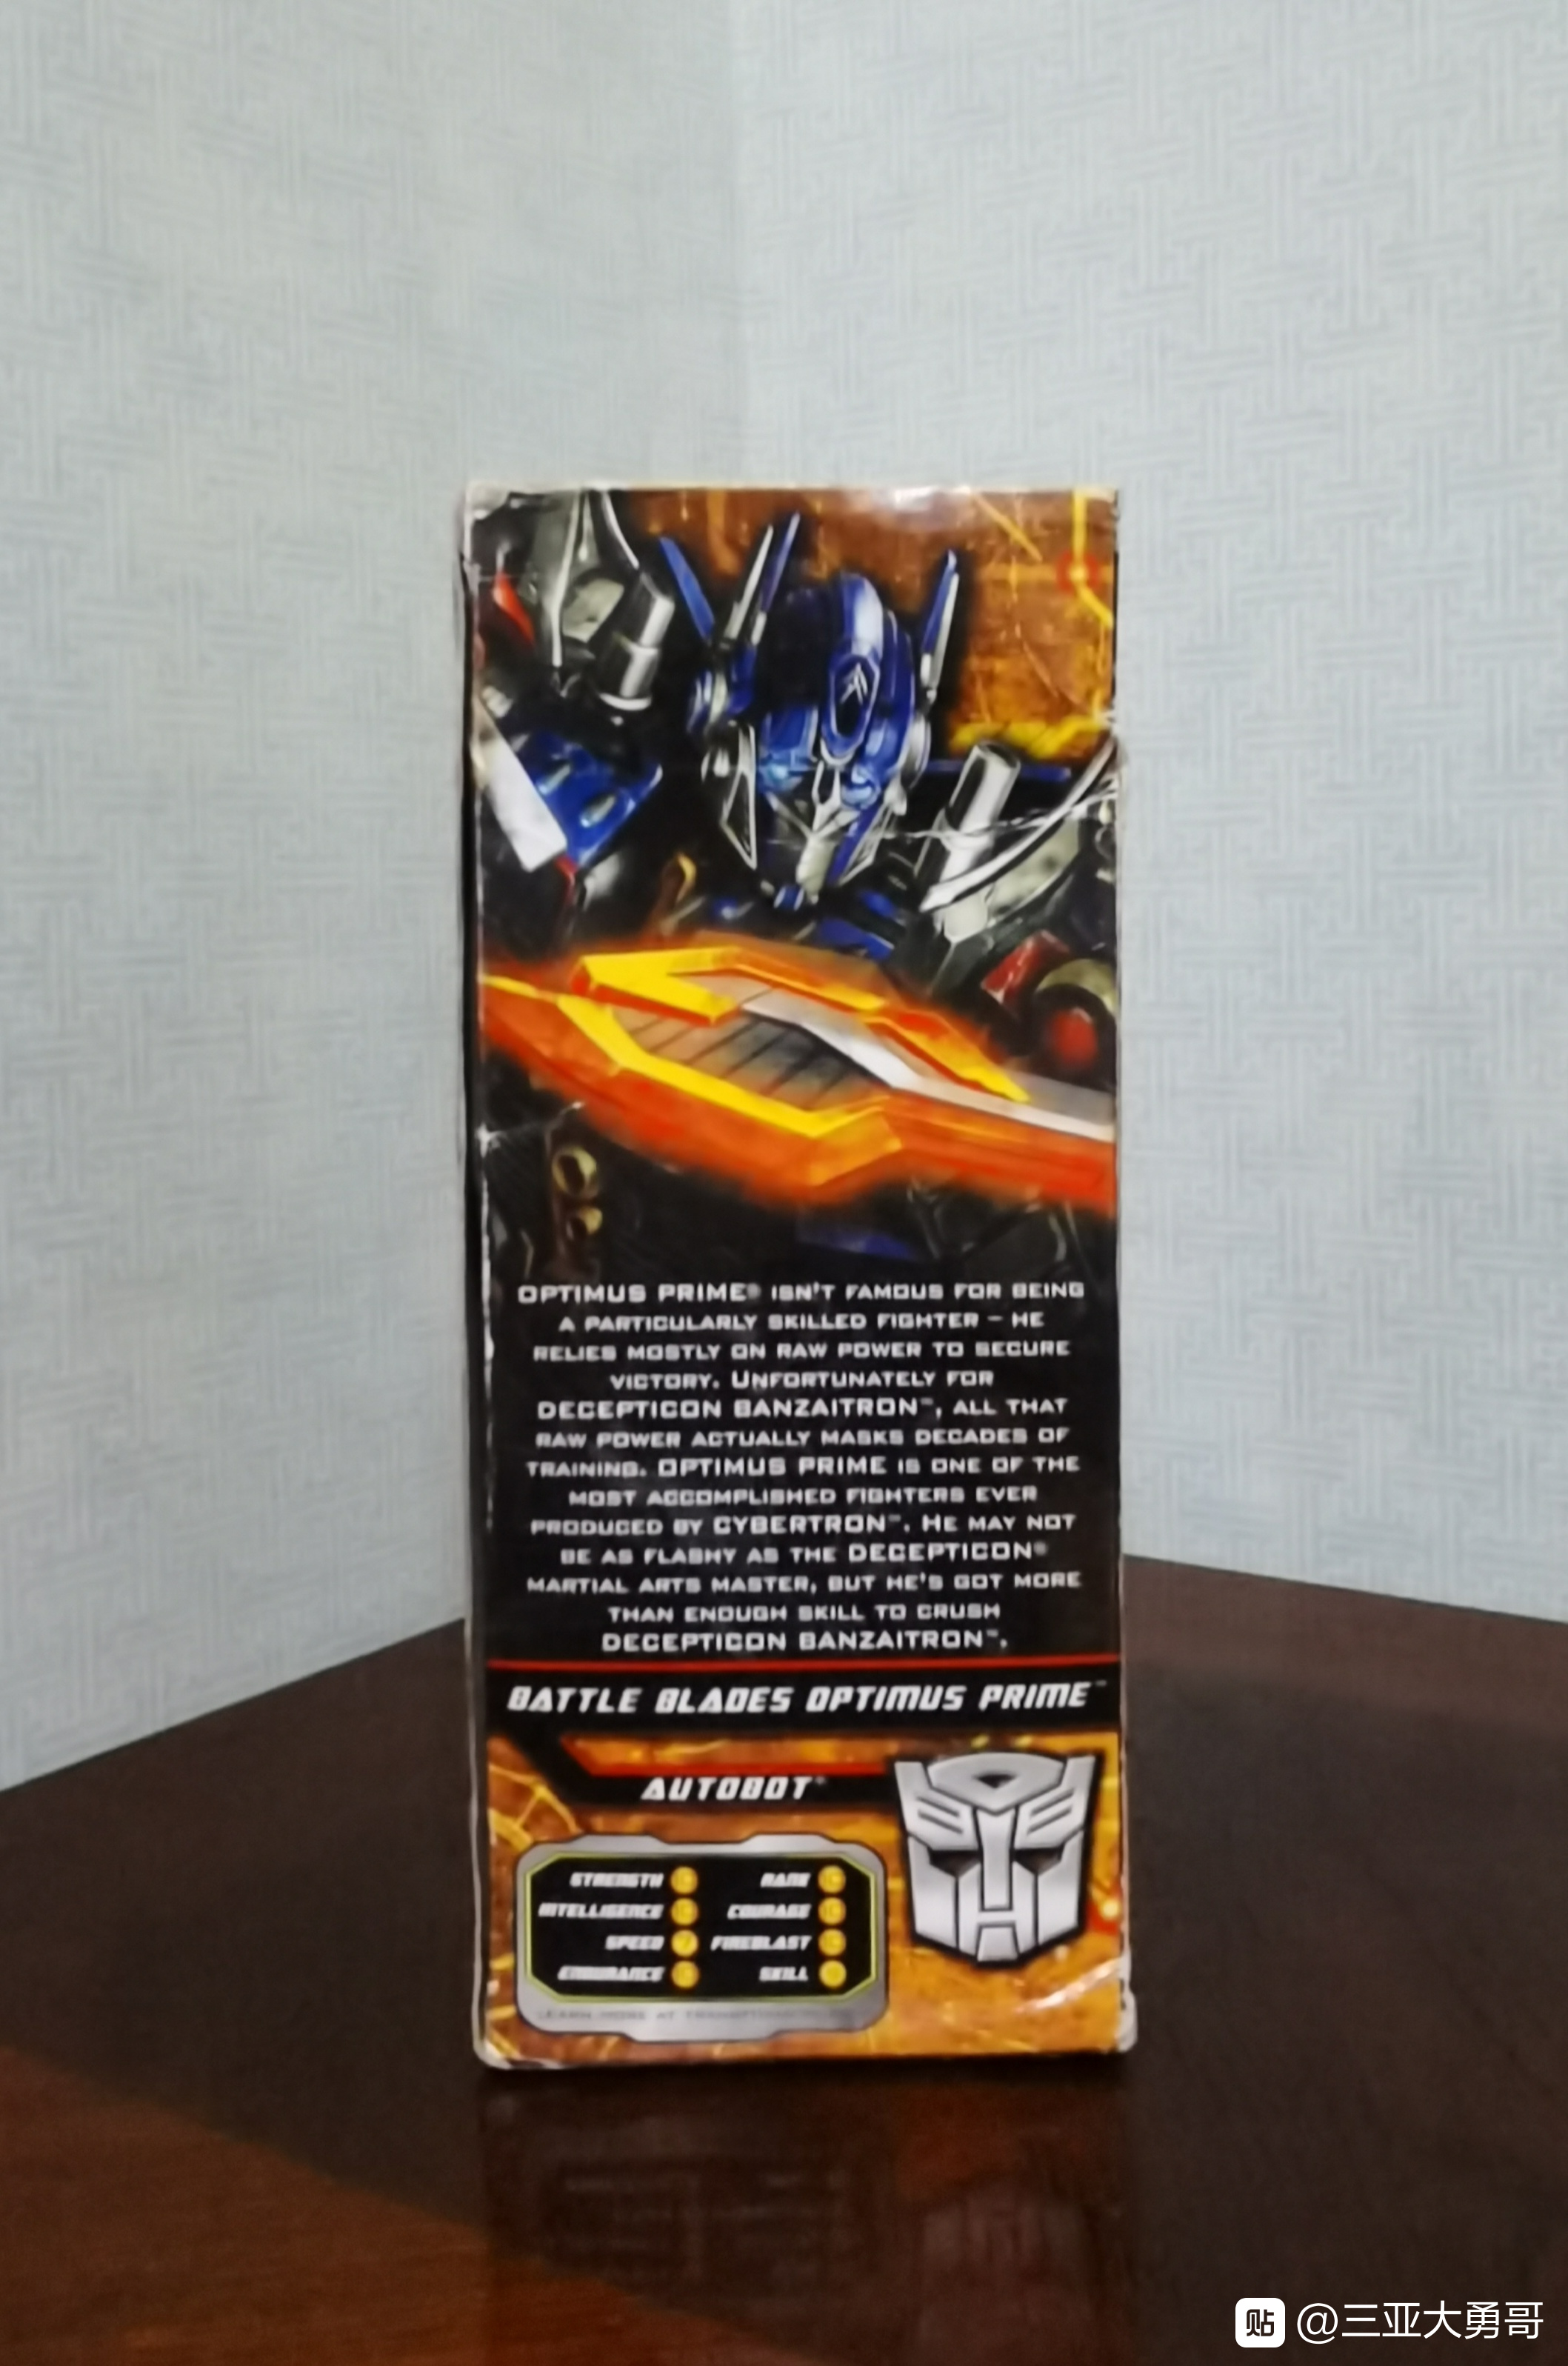 OPTIMUS PRIME® ISN'T FAMOUS FOR BEING
A PARTICULARLY SKILLED FIGHTER – HE
RELIES MOSTLY ON RAW POWER TO SECURE
VICTORY. UNFORTUNATELY FOR
DECEPTICON BANZAITRON™, ALL THAT
RAW POWER ACTUALLY MASKS DECADES OF
TRAINING. OPTIMUS PRIME IS ONE OF THE
MOST ACCOMPLISHED FIGHTERS EVER
PRODUCED BY CYBERTRON™. HE MAY NOT
BE AS FLASHY AS THE DECEPTICON®
MARTIAL ARTS MASTER, BUT HE'S GOT MORE
THAN ENOUGH SKILL TO CRUSH
DECEPTICON BANZAITRON™.
BATTLE BLADES OPTIMUS PRIME™
AUTOBOT®
STRENGTH RANK
INTELLIGENCE COURAGE
SPEED FIREBLAST
ENDURANCE SKILL
LEARN MORE AT
贴 @三亚大勇哥